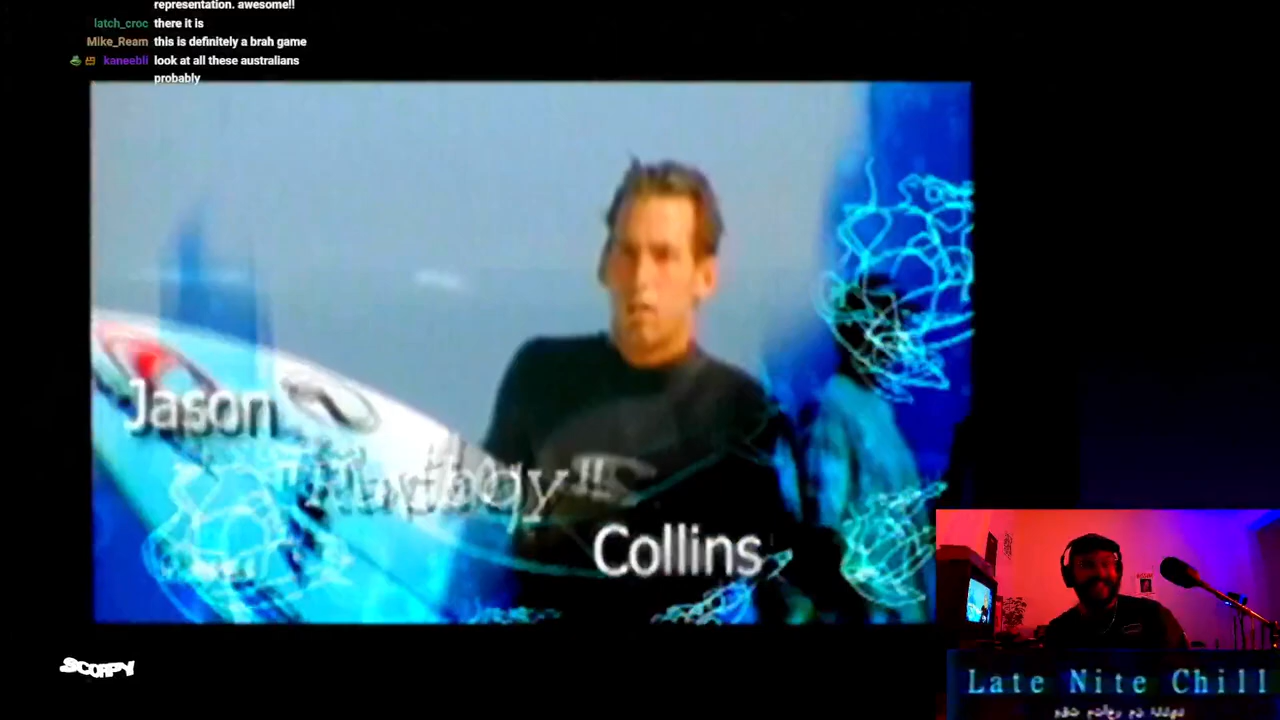 representation. awesome!!
latch_croc there it is
Mike_Ream this is definitely a brah game
kaneebli look at all these australians
probably
Jason
Collins
SCORPY
Late Nite Chill